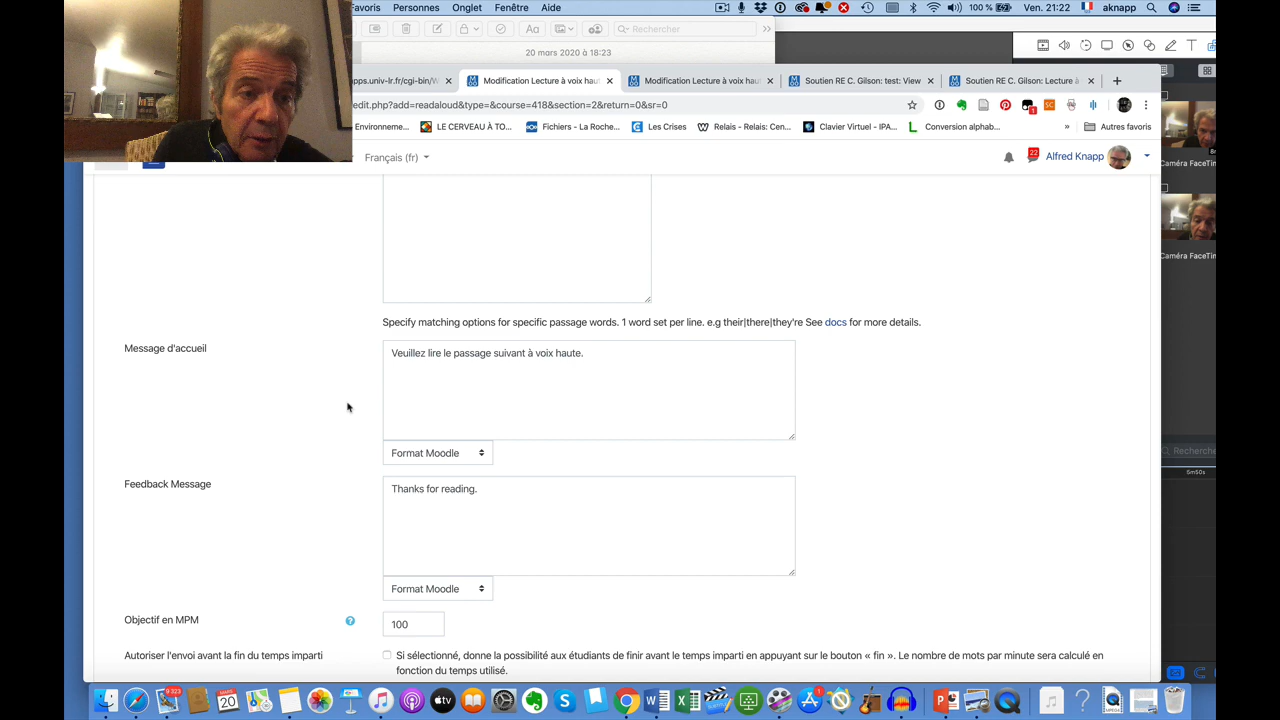 Favoris Personnes Onglet Fenêtre Aide
100 % Ven. 21:22 aknapp
Aa Rechercher
20 mars 2020 à 18:23
apps.univ-lr.fr/cgi-bin/W
Modification Lecture à voix hau
Modification Lecture à voix hau
Soutien RE C. Gilson: test: View
Soutien RE C. Gilson: Lecture à
edit.php?add=readaloud&type=&course=418&section=2&return=0&sr=0
Environneme... LE CERVEAU À TO... Fichiers - La Roche... Les Crises Relais - Relais: Cen... Clavier Virtuel - IPA... Conversion alphab... » Autres favoris
Français (fr) 22 Alfred Knapp
Caméra FaceTim
Caméra FaceTim
Specify matching options for specific passage words. 1 word set per line. e.g their|there|they're See docs for more details.
Message d'accueil
Veuillez lire le passage suivant à voix haute.
Format Moodle
Recherche
5m50s
Feedback Message
Thanks for reading.
Format Moodle
Objectif en MPM
100
Autoriser l'envoi avant la fin du temps imparti
Si sélectionné, donne la possibilité aux étudiants de finir avant le temps imparti en appuyant sur le bouton « fin ». Le nombre de mots par minute sera calculé en
fonction du temps utilisé.
9 323
MARS
20
tv
1